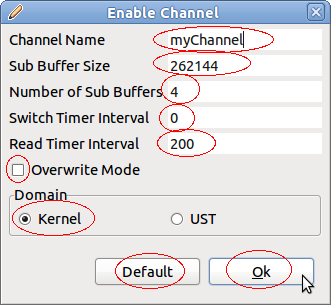 Enable Channel
Channel Name myChannel
Sub Buffer Size 262144
Number of Sub Buffers 4
Switch Timer Interval 0
Read Timer Interval 200
Overwrite Mode
Domain
Kernel UST
Default Ok